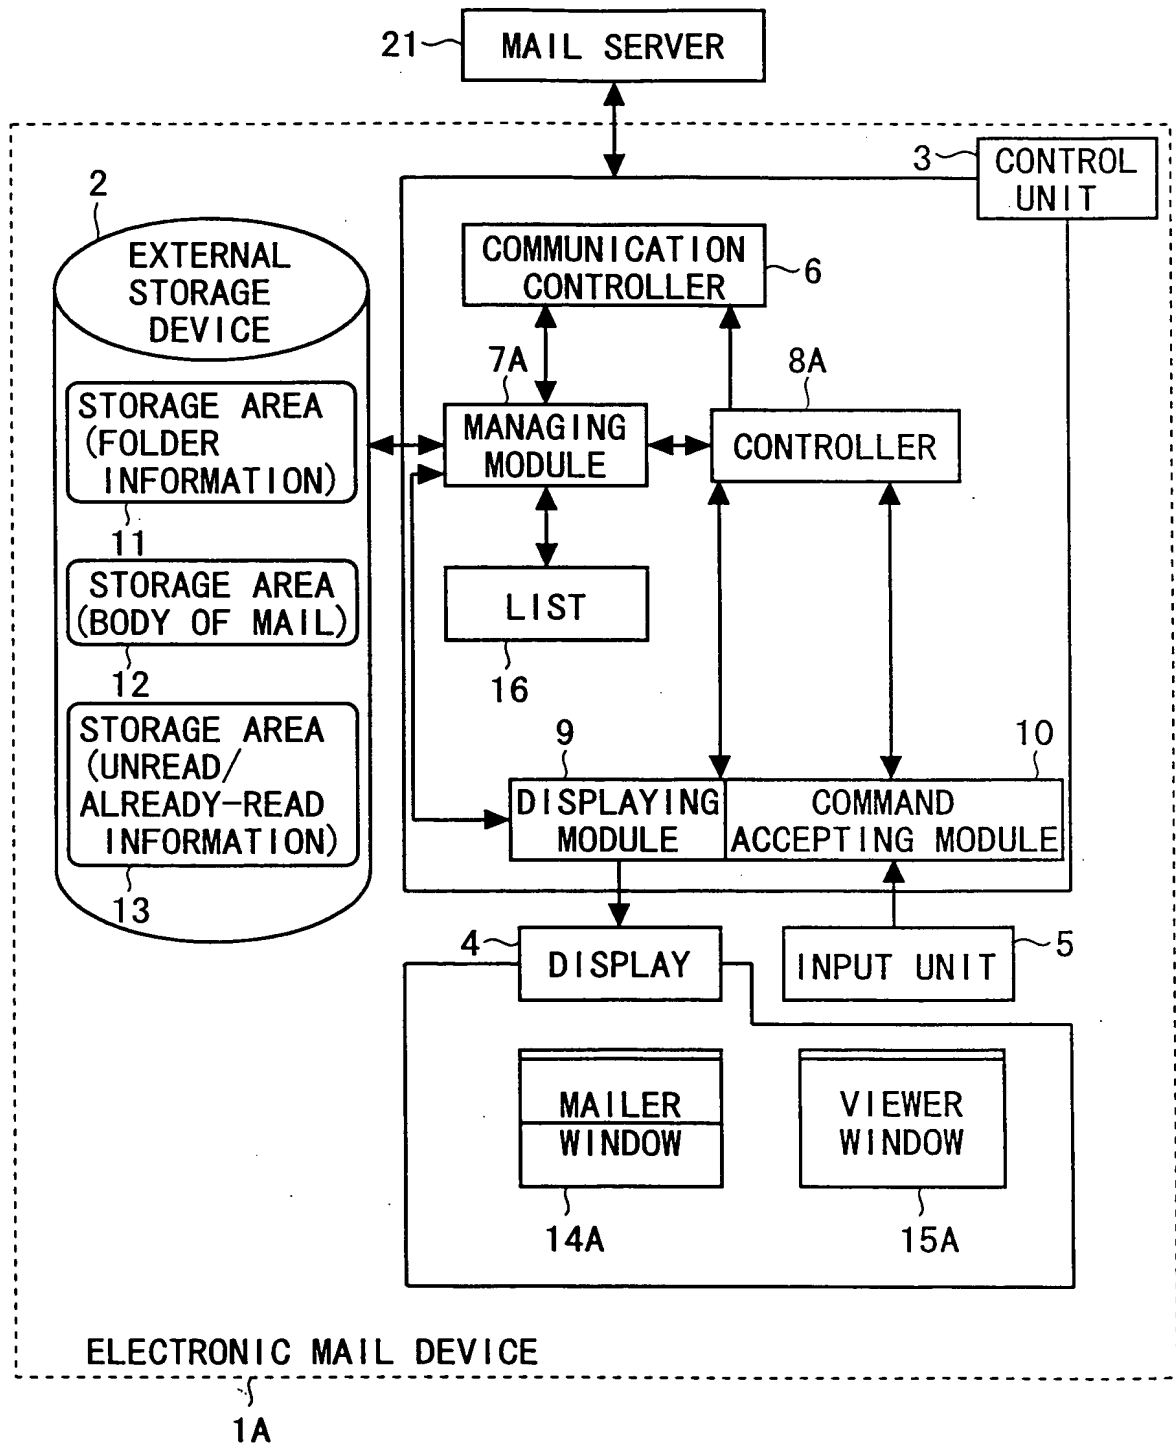 21
MAIL SERVER
3
CONTROL
UNIT
2
EXTERNAL
STORAGE
DEVICE
COMMUNICATION
CONTROLLER
6
7A
8A
STORAGE AREA
(FOLDER
INFORMATION)
11
MANAGING
MODULE
CONTROLLER
STORAGE AREA
(BODY OF MAIL)
12
LIST
16
STORAGE AREA
(UNREAD/
ALREADY-READ
INFORMATION)
13
9
10
DISPLAYING
MODULE
COMMAND
ACCEPTING MODULE
4
DISPLAY
INPUT UNIT
5
MAILER
WINDOW
14A
VIEWER
WINDOW
15A
ELECTRONIC MAIL DEVICE
1A